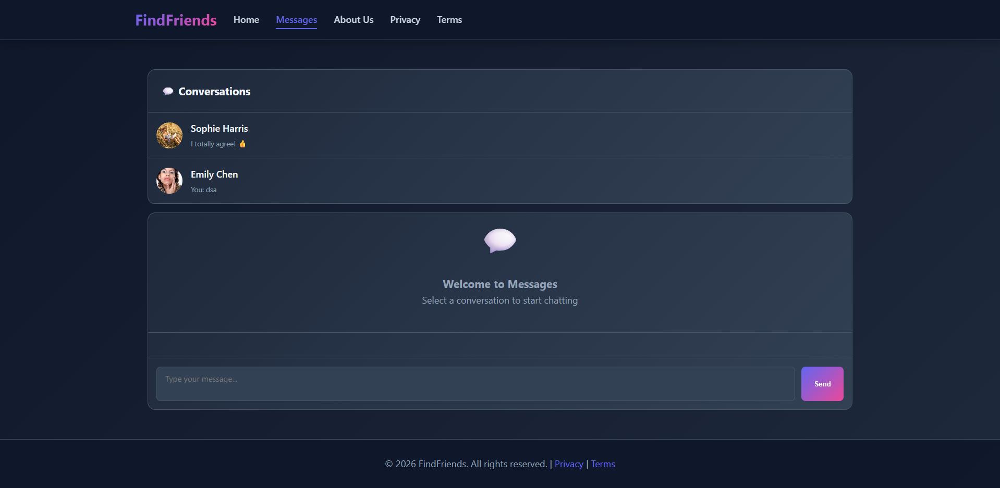 FindFriends Home Messages About Us Privacy Terms
Conversations
Sophie Harris
I totally agree! 👍
Emily Chen
You: dsa
Welcome to Messages
Select a conversation to start chatting
Type your message...
Send
© 2026 FindFriends. All rights reserved. | Privacy | Terms